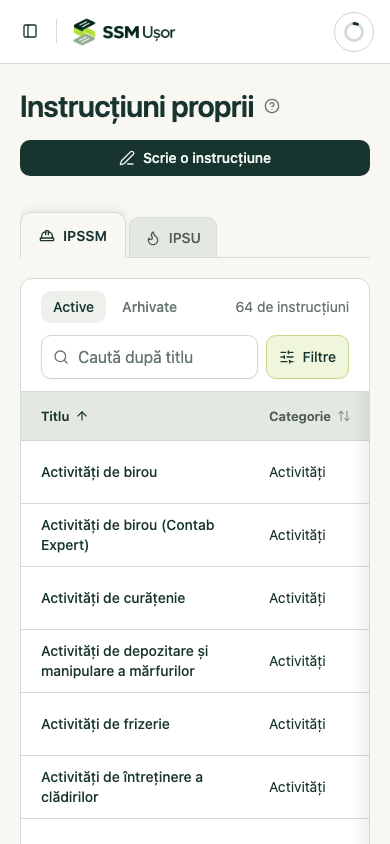 SSM Ușor
Instrucțiuni proprii
Scrie o instrucțiune
IPSSM
IPSU
Active
Arhivate
64 de instrucțiuni
Caută după titlu
Filtre
Titlu
Categorie
Activități de birou
Activități
Activități de birou (Contab
Expert)
Activități
Activități de curățenie
Activități
Activități de depozitare și
manipulare a mărfurilor
Activități
Activități de frizerie
Activități
Activități de întreținere a
clădirilor
Activități